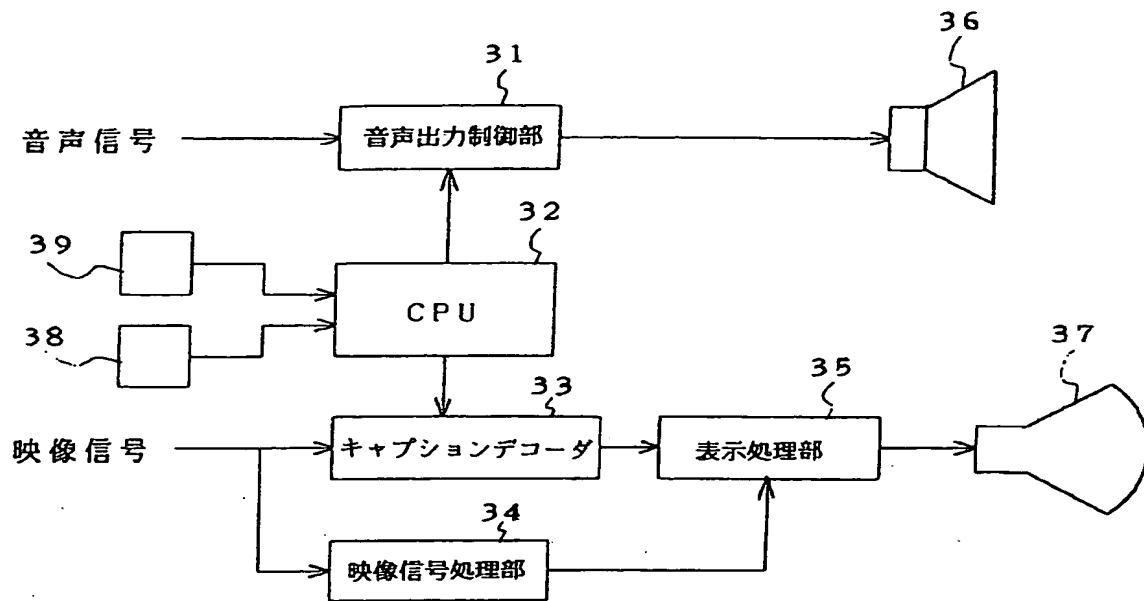 36
31
音声信号
音声出力制御部
32
39
CPU
38
33
35
37
映像信号
キャプションデコーダ
表示処理部
34
映像信号処理部